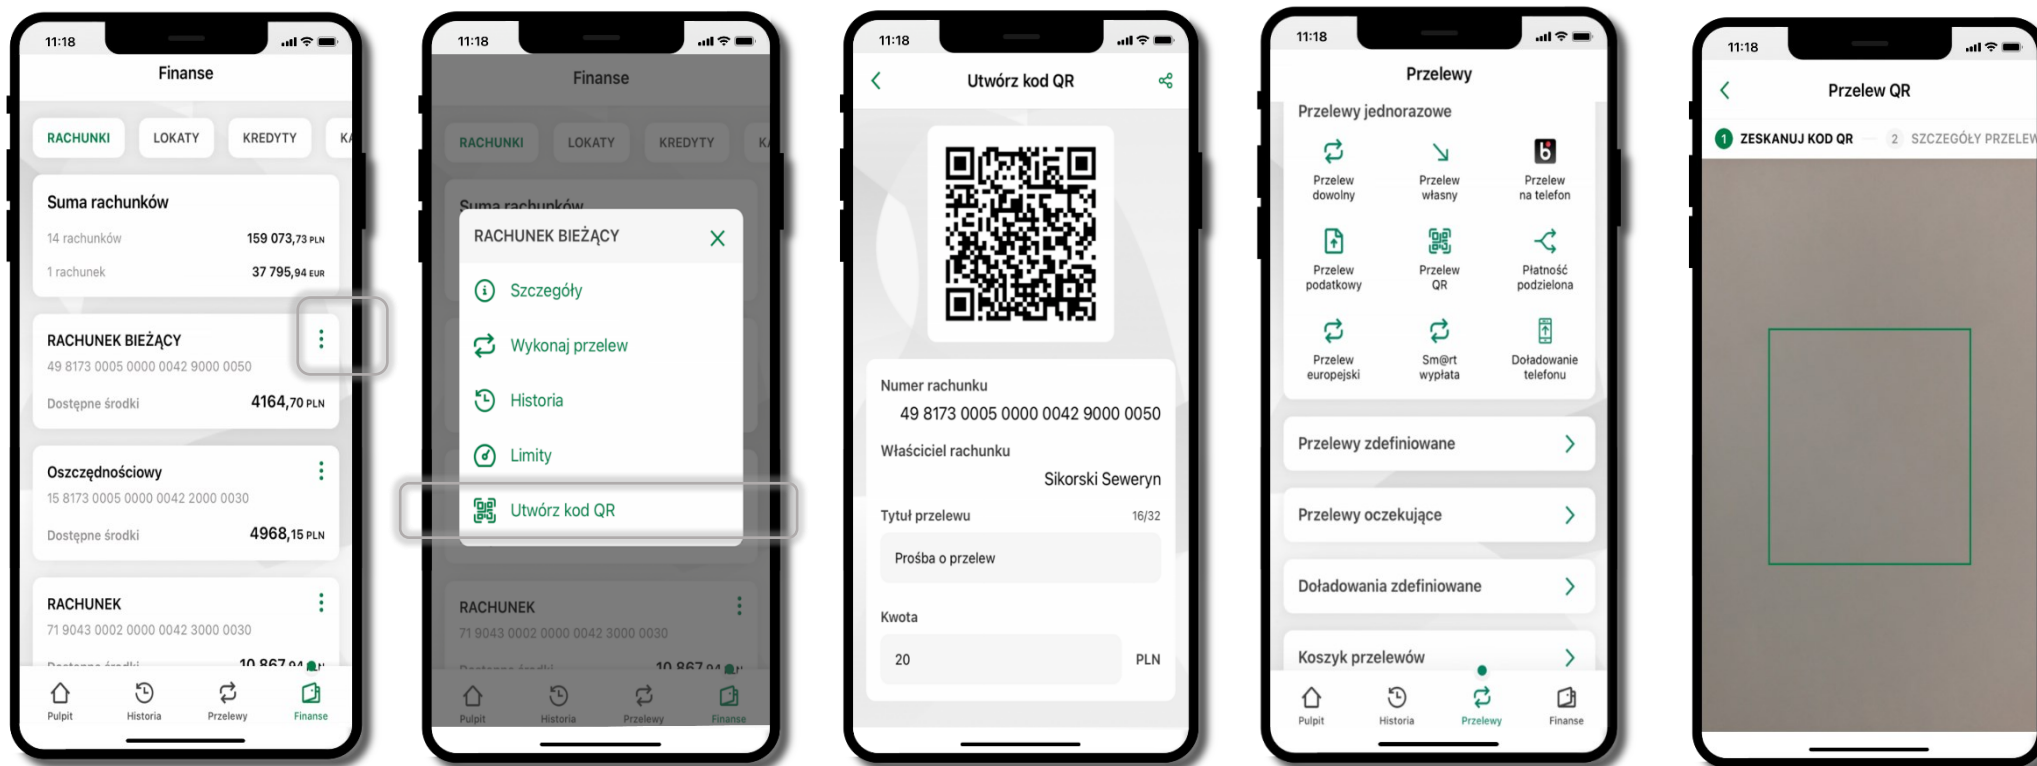 11:18
Finanse
RACHUNKI LOKATY KREDYTY
Suma rachunków
14 rachunków 159 073,73 PLN
1 rachunek 37 795,94 EUR
RACHUNEK BIEŻĄCY
49 8173 0005 0000 0042 9000 0050
Dostępne środki 4164,70 PLN
Oszczędnościowy
15 8173 0005 0000 0042 2000 0030
Dostępne środki 4968,15 PLN
RACHUNEK
71 9043 0002 0000 0042 3000 0030
Pulpit Historia Przelewy Finanse
11:18
Finanse
RACHUNKI LOKATY KREDYTY
Suma rachunków
RACHUNEK BIEŻĄCY
Szczegóły
Wykonaj przelew
Historia
Limity
Utwórz kod QR
RACHUNEK
71 9043 0002 0000 0042 3000 0030
Pulpit Historia Przelewy Finanse
11:18
Utwórz kod QR
Numer rachunku
49 8173 0005 0000 0042 9000 0050
Właściciel rachunku
Sikorski Seweryn
Tytuł przelewu 16/32
Prośba o przelew
Kwota
20 PLN
11:18
Przelewy
Przelewy jednorazowe
Przelew dowolny
Przelew własny
Przelew na telefon
Przelew podatkowy
Przelew QR
Płatność podzielona
Przelew europejski
Sm@rt wypłata
Doładowanie telefonu
Przelewy zdefiniowane
Przelewy oczekujące
Doładowania zdefiniowane
Koszyk przelewów
Pulpit Historia Przelewy Finanse
11:18
Przelew QR
1 ZESKANUJ KOD QR 2 SZCZEGÓŁY PRZELEW